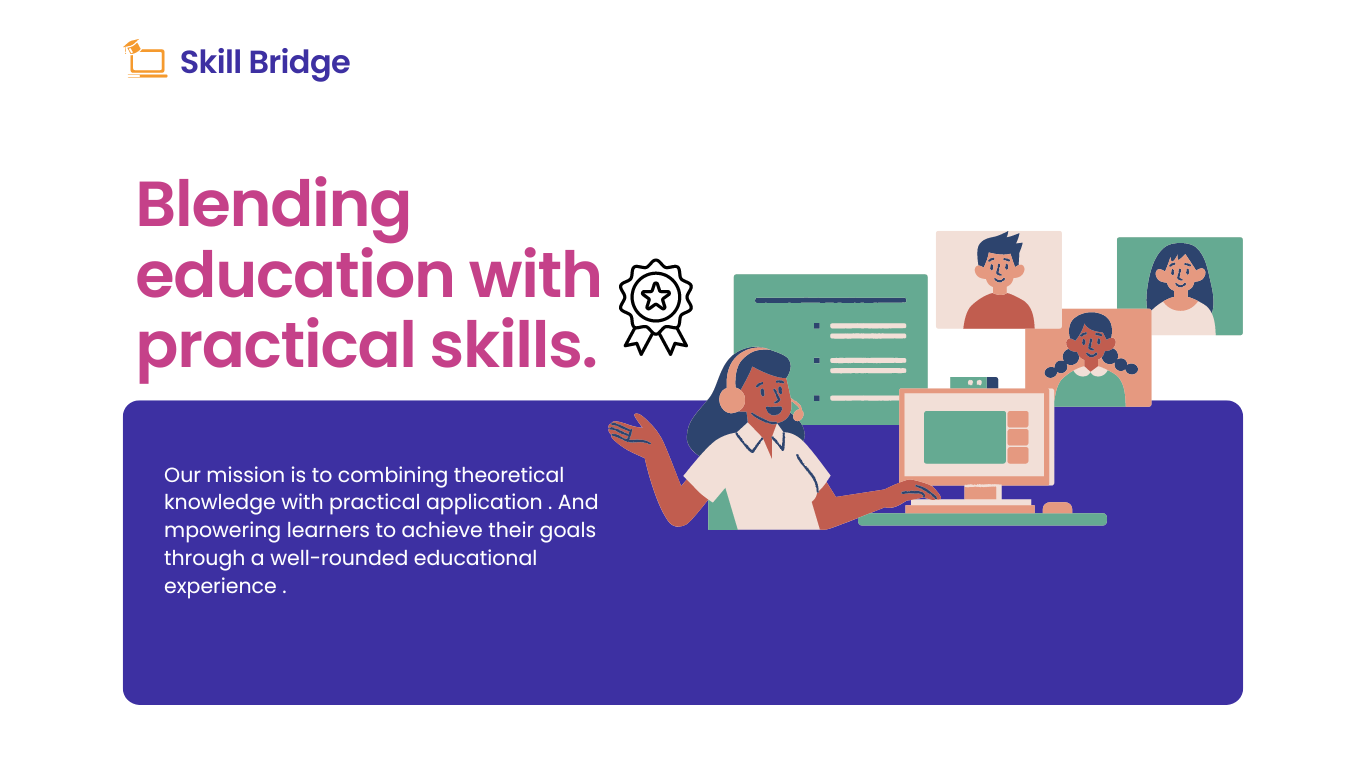 Skill Bridge
Blending
education with
practical skills.
Our mission is to combining theoretical
knowledge with practical application . And
mpowering learners to achieve their goals
through a well-rounded educational
experience .